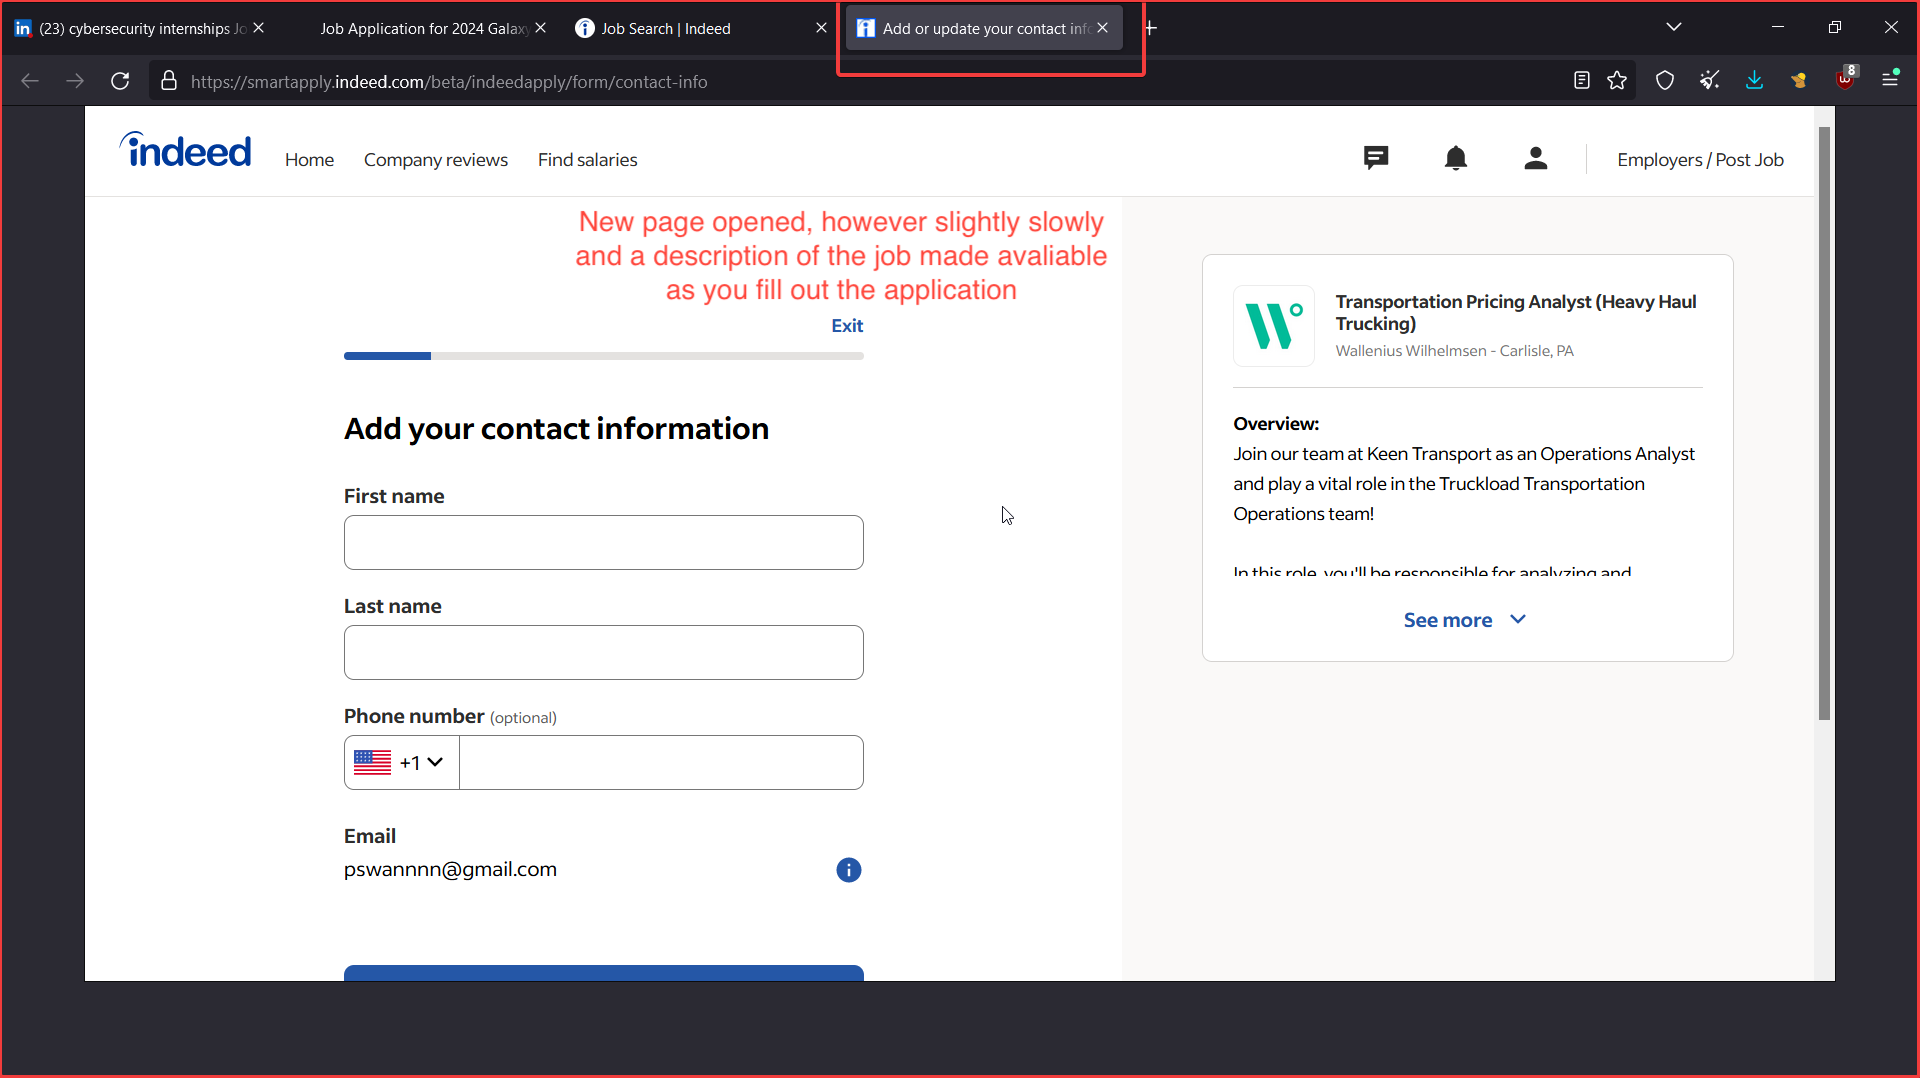 (23) cybersecurity internships Jo
Job Application for 2024 Galaxy
Job Search | Indeed
Add or update your contact info
https://smartapply.indeed.com/beta/indeedapply/form/contact-info
8
indeed
Home
Company reviews
Find salaries
Employers / Post Job
New page opened, however slightly slowly
and a description of the job made avaliable
as you fill out the application
Exit
Add your contact information
First name
Last name
Phone number (optional)
+1
Email
pswannnn@gmail.com
Transportation Pricing Analyst (Heavy Haul
Trucking)
Wallenius Wilhelmsen - Carlisle, PA
Overview:
Join our team at Keen Transport as an Operations Analyst
and play a vital role in the Truckload Transportation
Operations team!
In this role, you'll be responsible for analyzing and
See more